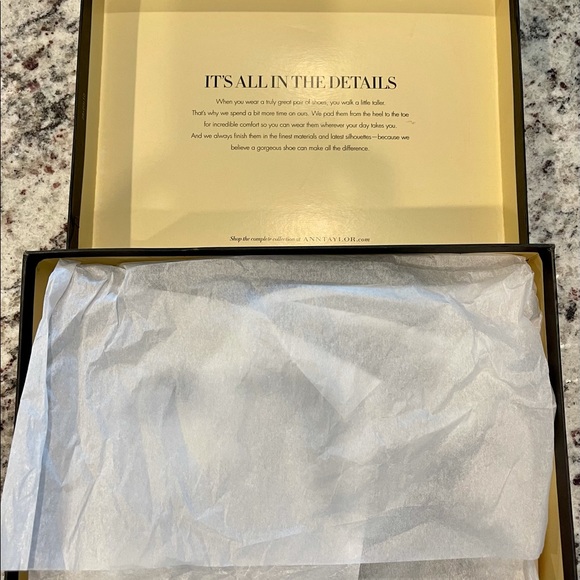 IT'S ALL IN THE DETAILS
When you wear a truly great pair of shoes, you walk a little taller.
That's why we spend a bit more time on ours. We pad them from the heel to the toe
for incredible comfort so you can wear them wherever your day takes you.
And we always finish them in the finest materials and latest silhouettes—because we
believe a gorgeous shoe can make all the difference.
Shop the complete collection at ANNTAYLOR.com